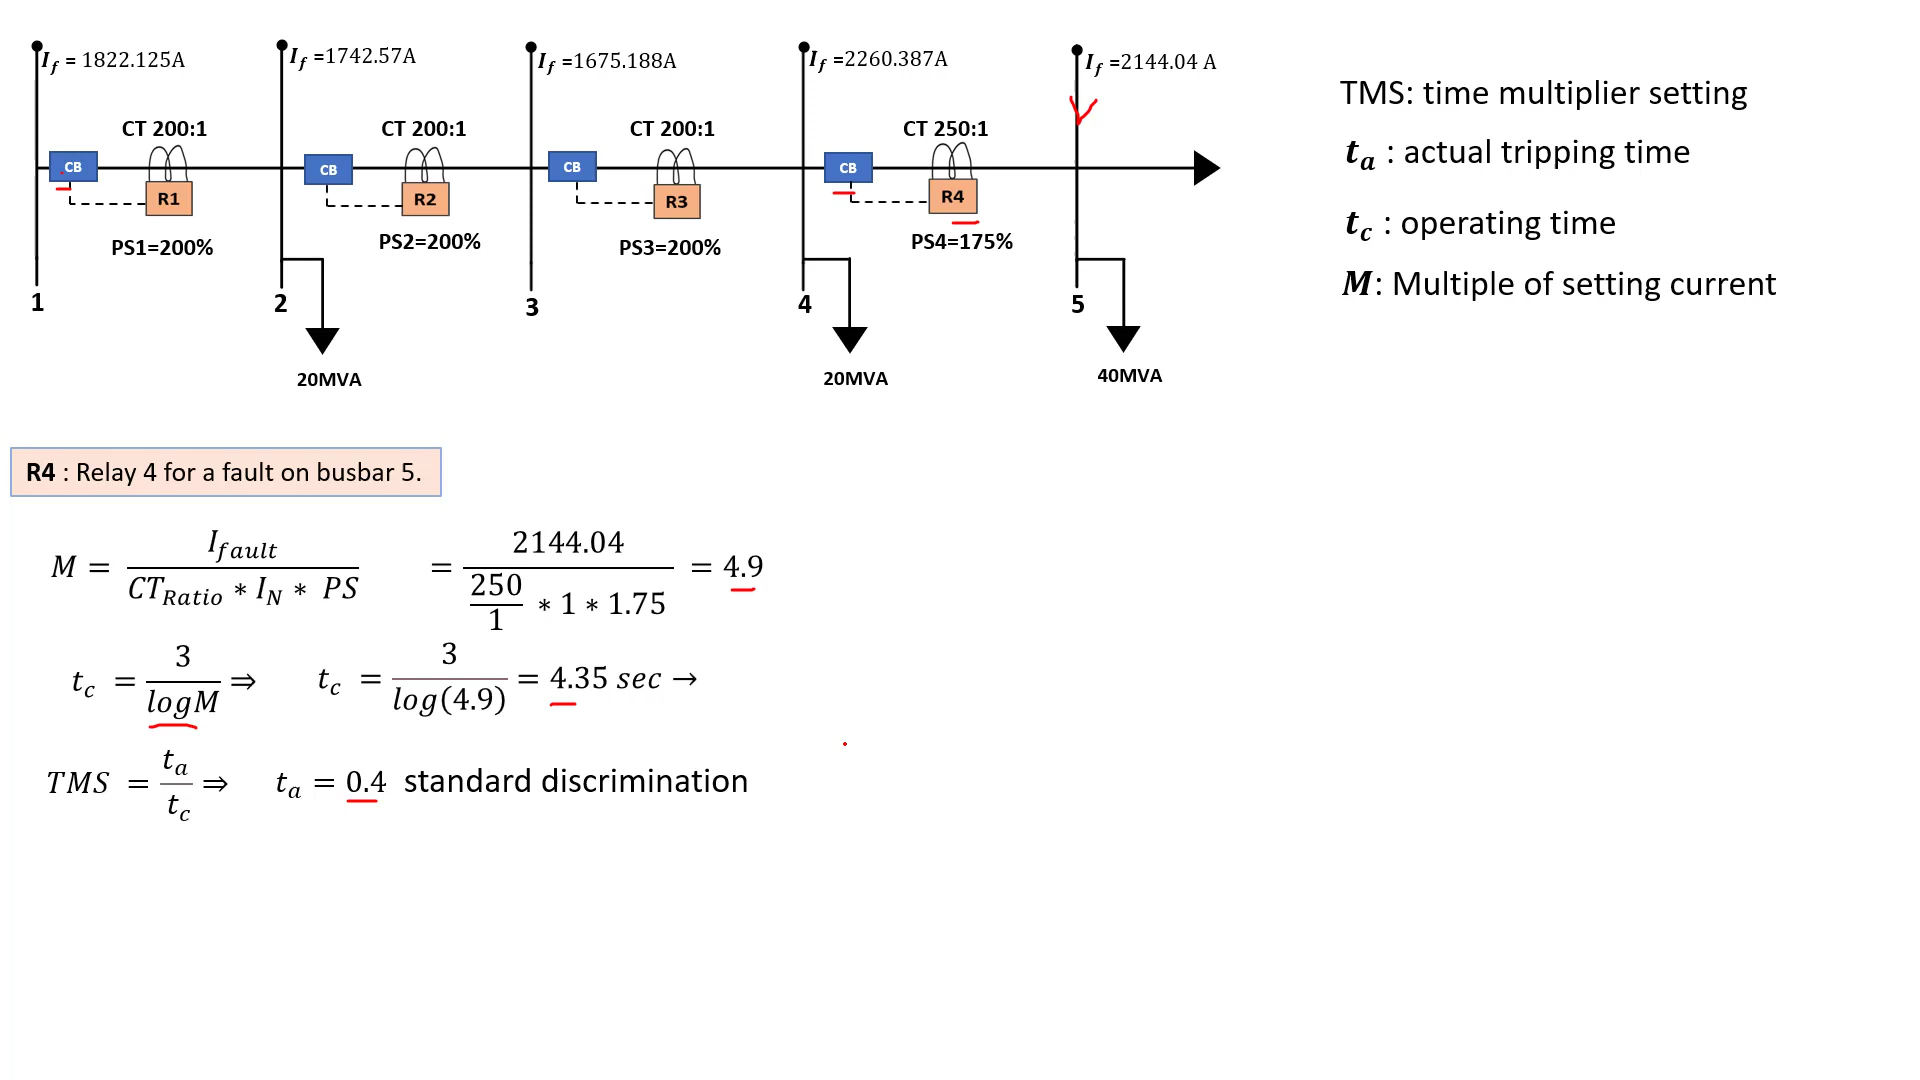 I_f = 1822.125A
I_f =1742.57A
I_f =1675.188A
I_f =2260.387A
I_f =2144.04 A
CT 200:1
CT 200:1
CT 200:1
CT 250:1
CB
CB
CB
CB
R1
R2
R3
R4
PS1=200%
PS2=200%
PS3=200%
PS4=175%
1
2
3
4
5
20MVA
20MVA
40MVA
TMS: time multiplier setting
t_a : actual tripping time
t_c : operating time
M: Multiple of setting current
R4 : Relay 4 for a fault on busbar 5.
M = I_fault / (CT_Ratio * I_N * PS) = 2144.04 / (250/1 * 1 * 1.75) = 4.9
t_c = 3 / logM ⇒ t_c = 3 / log(4.9) = 4.35 sec →
TMS = t_a / t_c ⇒ t_a = 0.4 standard discrimination